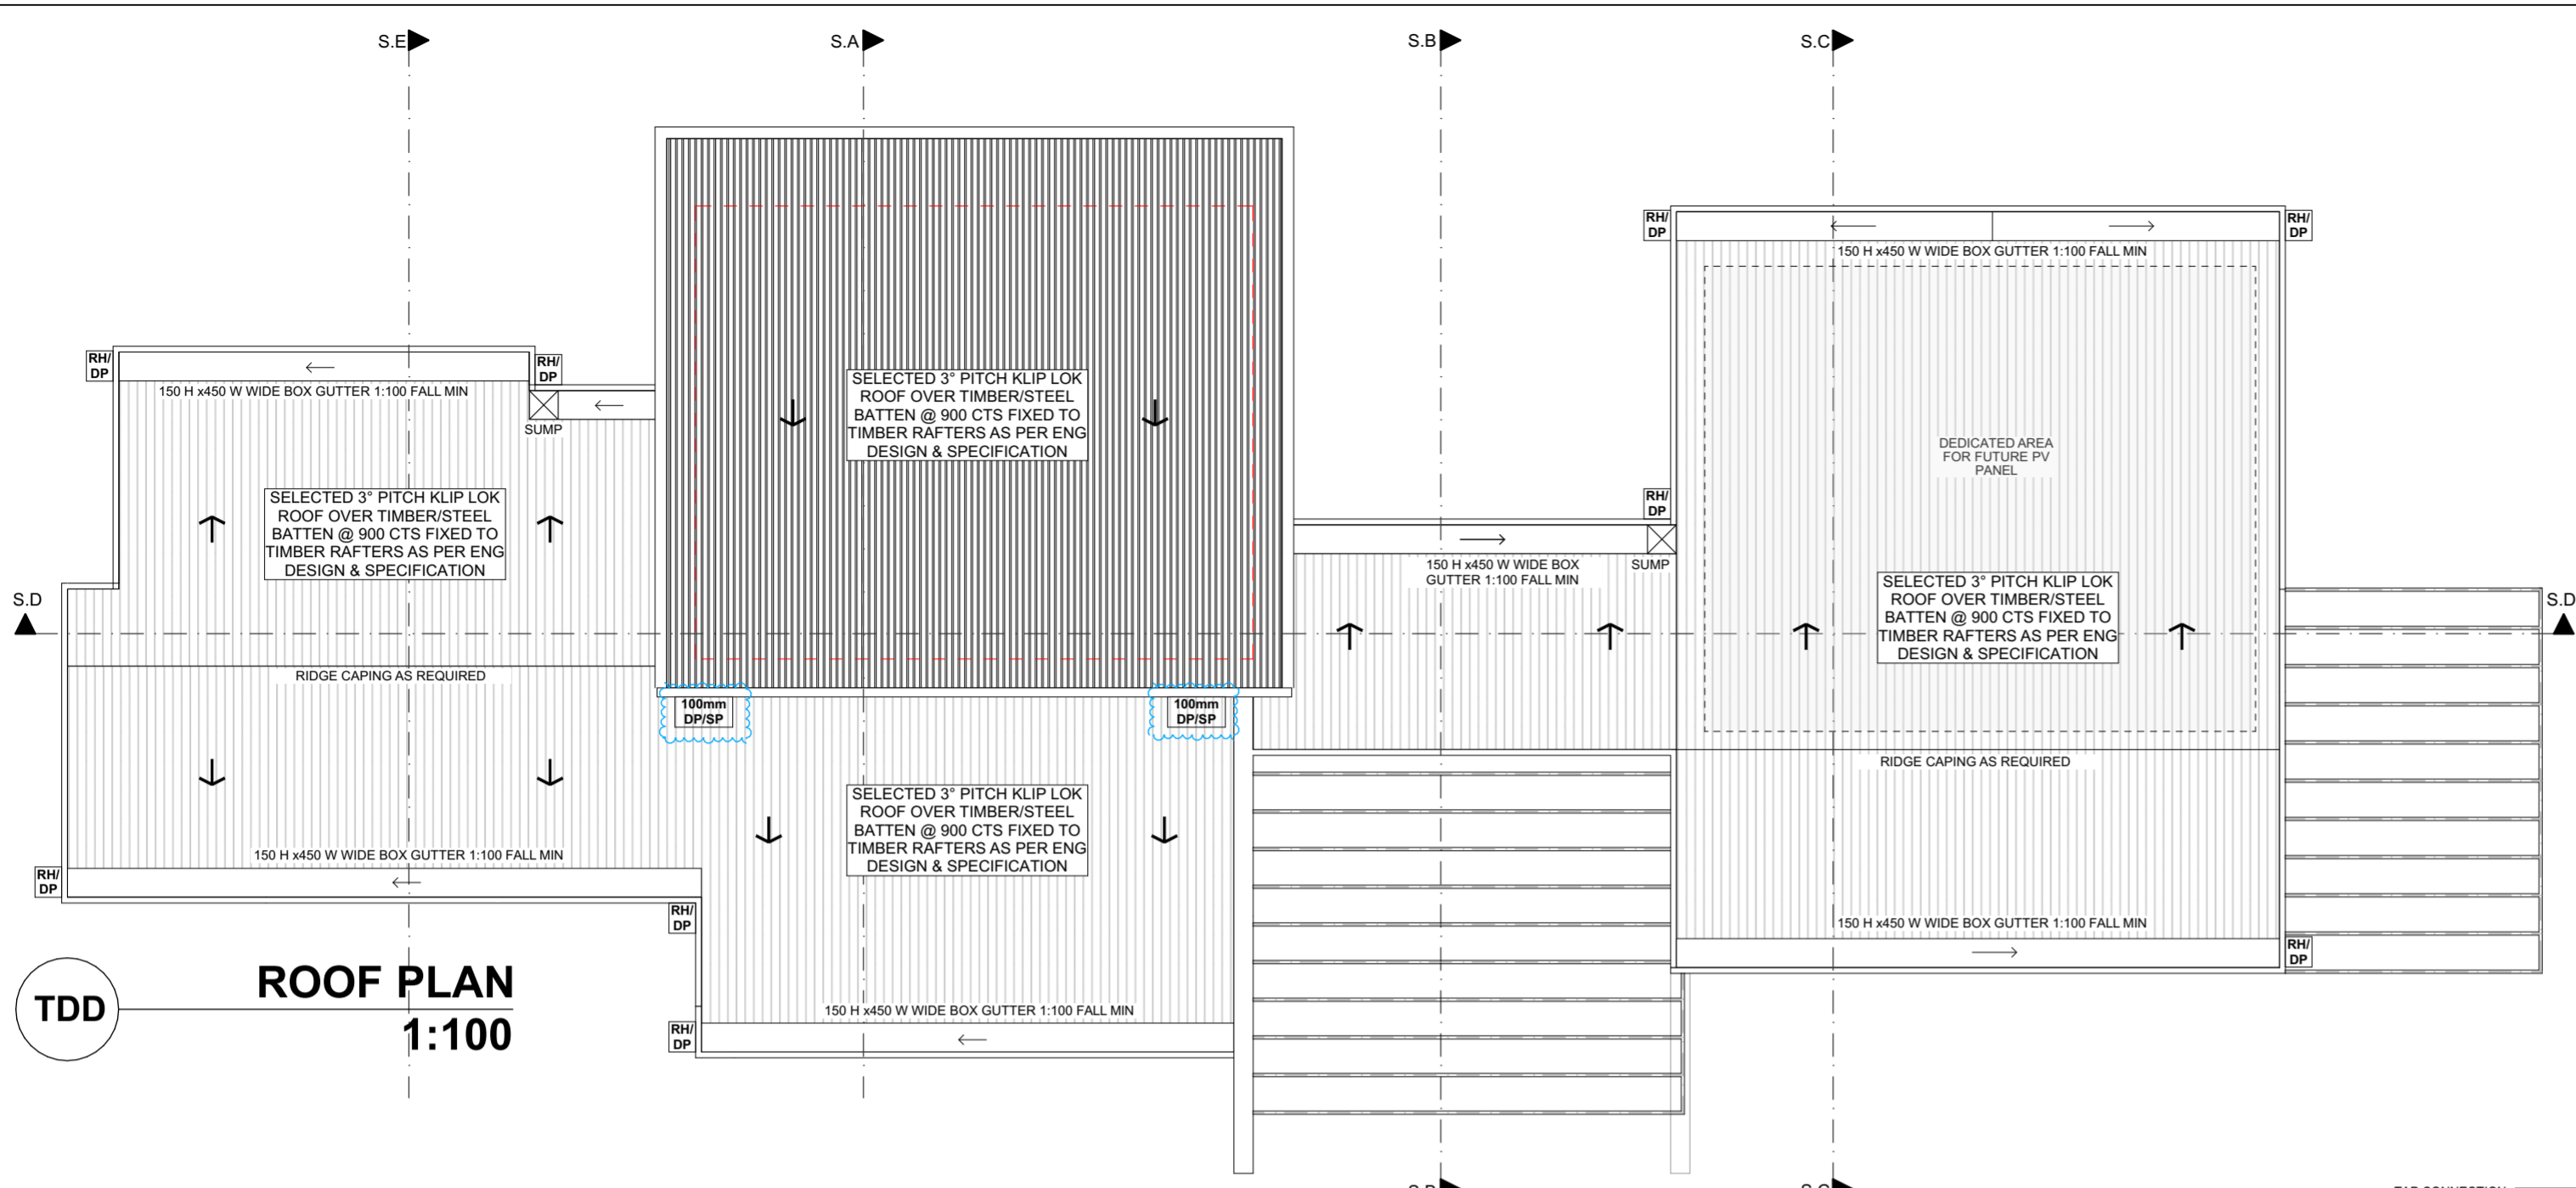 S.E
S.A
S.B
S.C
RH/
DP
RH/
DP
150 H x450 W WIDE BOX GUTTER 1:100 FALL MIN
RH/
DP
RH/
DP
150 H x450 W WIDE BOX GUTTER 1:100 FALL MIN
SUMP
SELECTED 3° PITCH KLIP LOK
ROOF OVER TIMBER/STEEL
BATTEN @ 900 CTS FIXED TO
TIMBER RAFTERS AS PER ENG
DESIGN & SPECIFICATION
DEDICATED AREA
FOR FUTURE PV
PANEL
SELECTED 3° PITCH KLIP LOK
ROOF OVER TIMBER/STEEL
BATTEN @ 900 CTS FIXED TO
TIMBER RAFTERS AS PER ENG
DESIGN & SPECIFICATION
RH/
DP
150 H x450 W WIDE BOX
GUTTER 1:100 FALL MIN
SUMP
SELECTED 3° PITCH KLIP LOK
ROOF OVER TIMBER/STEEL
BATTEN @ 900 CTS FIXED TO
TIMBER RAFTERS AS PER ENG
DESIGN & SPECIFICATION
S.D
S.D
RIDGE CAPING AS REQUIRED
100mm
DP/SP
100mm
DP/SP
RIDGE CAPING AS REQUIRED
SELECTED 3° PITCH KLIP LOK
ROOF OVER TIMBER/STEEL
BATTEN @ 900 CTS FIXED TO
TIMBER RAFTERS AS PER ENG
DESIGN & SPECIFICATION
150 H x450 W WIDE BOX GUTTER 1:100 FALL MIN
RH/
DP
RH/
DP
150 H x450 W WIDE BOX GUTTER 1:100 FALL MIN
RH/
DP
TDD
ROOF PLAN
1:100
150 H x450 W WIDE BOX GUTTER 1:100 FALL MIN
RH/
DP